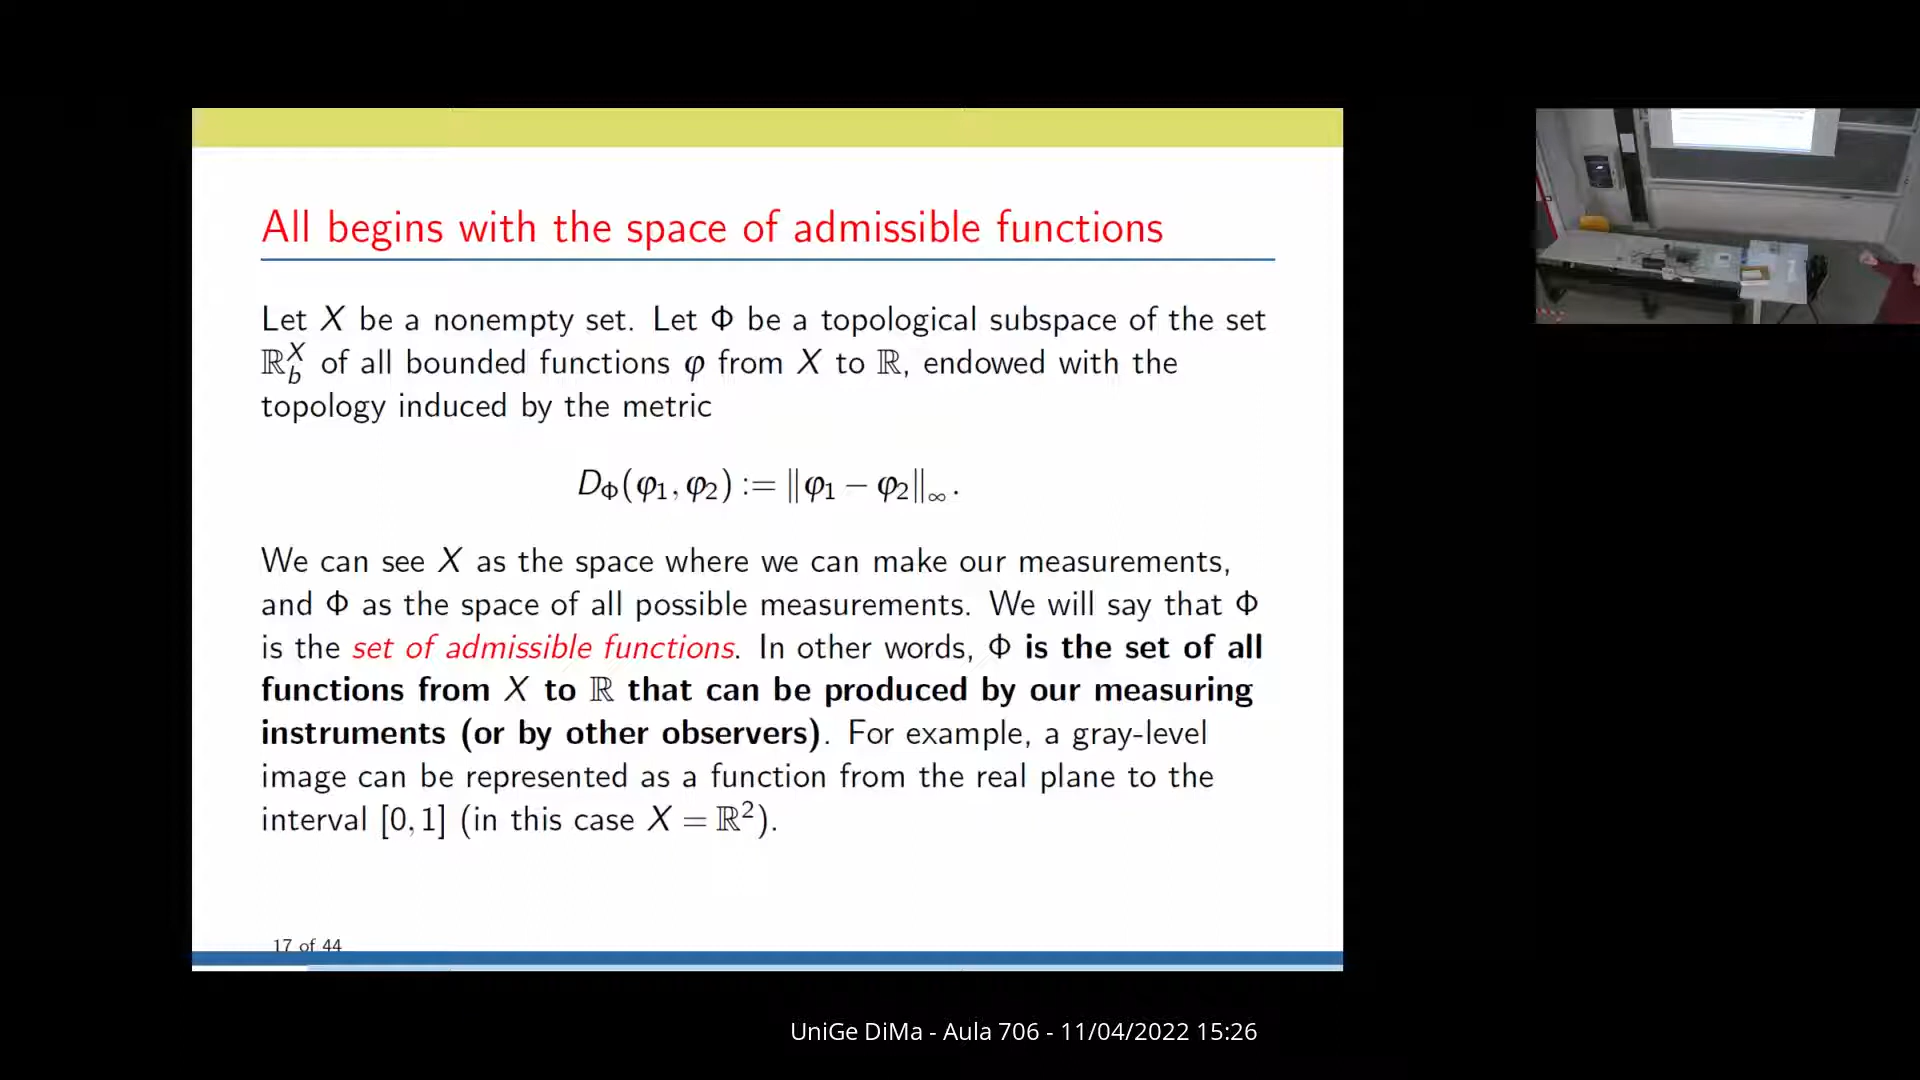 All begins with the space of admissible functions
Let X be a nonempty set. Let Φ be a topological subspace of the set
ℝ_b^X of all bounded functions φ from X to ℝ, endowed with the
topology induced by the metric
D_Φ(φ₁, φ₂) := ‖φ₁ − φ₂‖_∞.
We can see X as the space where we can make our measurements,
and Φ as the space of all possible measurements. We will say that Φ
is the set of admissible functions. In other words, Φ is the set of all
functions from X to ℝ that can be produced by our measuring
instruments (or by other observers). For example, a gray-level
image can be represented as a function from the real plane to the
interval [0,1] (in this case X = ℝ²).
17 of 44
UniGe DiMa - Aula 706 - 11/04/2022 15:26